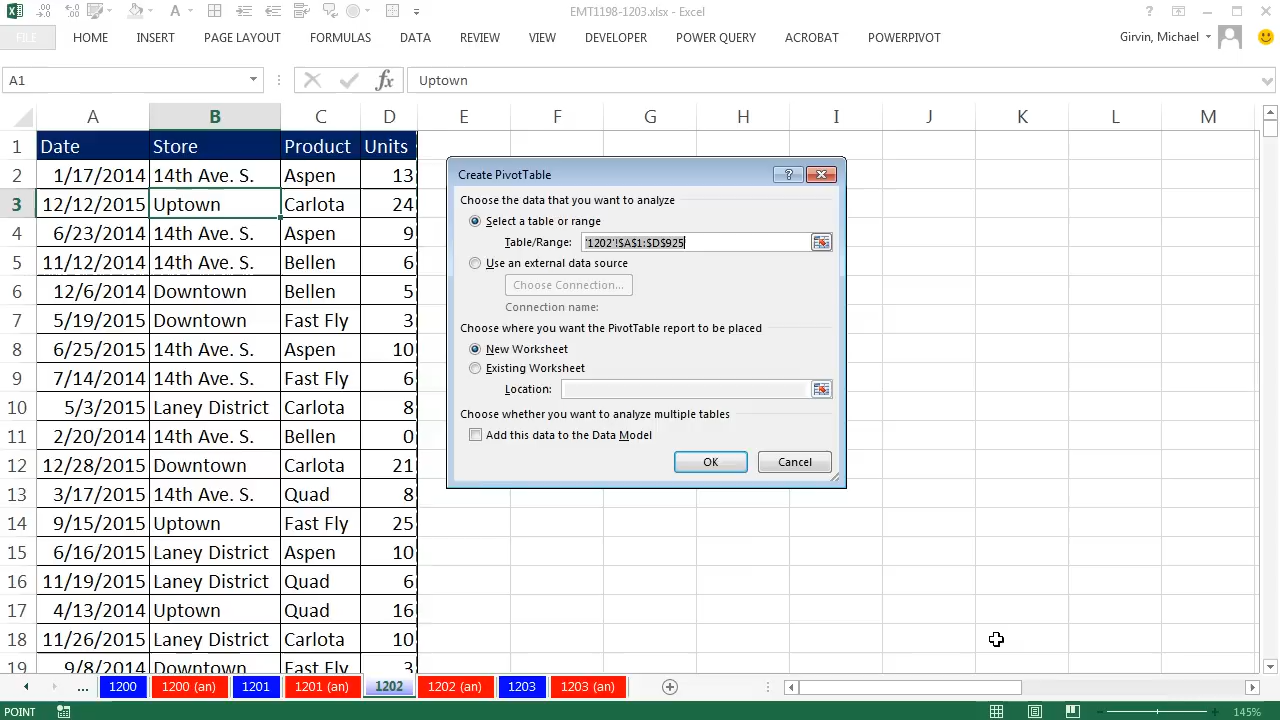 EMT1198-1203.xlsx - Excel
FILE HOME INSERT PAGE LAYOUT FORMULAS DATA REVIEW VIEW DEVELOPER POWER QUERY ACROBAT POWERPIVOT Girvin, Michael
A1 fx Uptown
A B C D E F G H I J K L M
1 Date Store Product Units
2 1/17/2014 14th Ave. S. Aspen 13
3 12/12/2015 Uptown Carlota 24
4 6/23/2014 14th Ave. S. Aspen 9
5 11/12/2014 14th Ave. S. Bellen 6
6 12/6/2014 Downtown Bellen 5
7 5/19/2015 Downtown Fast Fly 3
8 6/25/2015 14th Ave. S. Aspen 10
9 7/14/2014 14th Ave. S. Fast Fly 6
10 5/3/2015 Laney District Carlota 8
11 2/20/2014 14th Ave. S. Bellen 0
12 12/28/2015 Downtown Carlota 21
13 3/17/2015 14th Ave. S. Quad 8
14 9/15/2015 Uptown Fast Fly 25
15 6/16/2015 Laney District Aspen 10
16 11/19/2015 Laney District Quad 6
17 4/13/2014 Uptown Quad 16
18 11/26/2015 Laney District Carlota 10
19 9/8/2014 Downtown Fast Fly 3
Create PivotTable
Choose the data that you want to analyze
Select a table or range
Table/Range: '1202'!$A$1:$D$925
Use an external data source
Choose Connection...
Connection name:
Choose where you want the PivotTable report to be placed
New Worksheet
Existing Worksheet
Location:
Choose whether you want to analyze multiple tables
Add this data to the Data Model
OK Cancel
... 1200 1200 (an) 1201 1201 (an) 1202 1202 (an) 1203 1203 (an)
POINT 145%